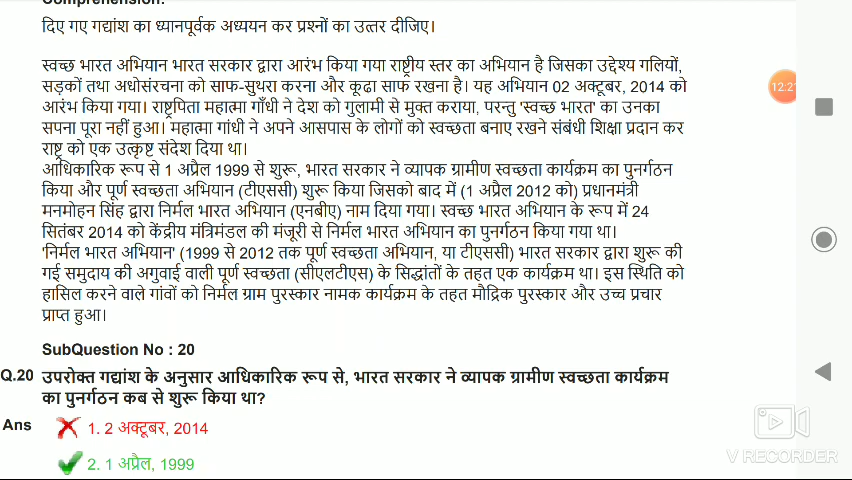 Comprehension:
दिए गए गद्यांश का ध्यानपूर्वक अध्ययन कर प्रश्नों का उत्तर दीजिए।
स्वच्छ भारत अभियान भारत सरकार द्वारा आरंभ किया गया राष्ट्रीय स्तर का अभियान है जिसका उद्देश्य गलियों,
सड़कों तथा अधोसंरचना को साफ-सुथरा करना और कूढा साफ रखना है। यह अभियान 02 अक्टूबर, 2014 को
आरंभ किया गया। राष्ट्रपिता महात्मा गाँधी ने देश को गुलामी से मुक्त कराया, परन्तु 'स्वच्छ भारत' का उनका
सपना पूरा नहीं हुआ। महात्मा गांधी ने अपने आसपास के लोगों को स्वच्छता बनाए रखने संबंधी शिक्षा प्रदान कर
राष्ट्र को एक उत्कृष्ट संदेश दिया था।
आधिकारिक रूप से 1 अप्रैल 1999 से शुरू, भारत सरकार ने व्यापक ग्रामीण स्वच्छता कार्यक्रम का पुनर्गठन
किया और पूर्ण स्वच्छता अभियान (टीएससी) शुरू किया जिसको बाद में (1 अप्रैल 2012 को) प्रधानमंत्री
मनमोहन सिंह द्वारा निर्मल भारत अभियान (एनबीए) नाम दिया गया। स्वच्छ भारत अभियान के रूप में 24
सितंबर 2014 को केंद्रीय मंत्रिमंडल की मंजूरी से निर्मल भारत अभियान का पुनर्गठन किया गया था।
'निर्मल भारत अभियान' (1999 से 2012 तक पूर्ण स्वच्छता अभियान, या टीएससी) भारत सरकार द्वारा शुरू की
गई समुदाय की अगुवाई वाली पूर्ण स्वच्छता (सीएलटीएस) के सिद्धांतों के तहत एक कार्यक्रम था। इस स्थिति को
हासिल करने वाले गांवों को निर्मल ग्राम पुरस्कार नामक कार्यक्रम के तहत मौद्रिक पुरस्कार और उच्च प्रचार
प्राप्त हुआ।
SubQuestion No : 20
Q.20 उपरोक्त गद्यांश के अनुसार आधिकारिक रूप से, भारत सरकार ने व्यापक ग्रामीण स्वच्छता कार्यक्रम
का पुनर्गठन कब से शुरू किया था?
Ans 1. 2 अक्टूबर, 2014
2. 1 अप्रैल, 1999
12:21
V RECORDER